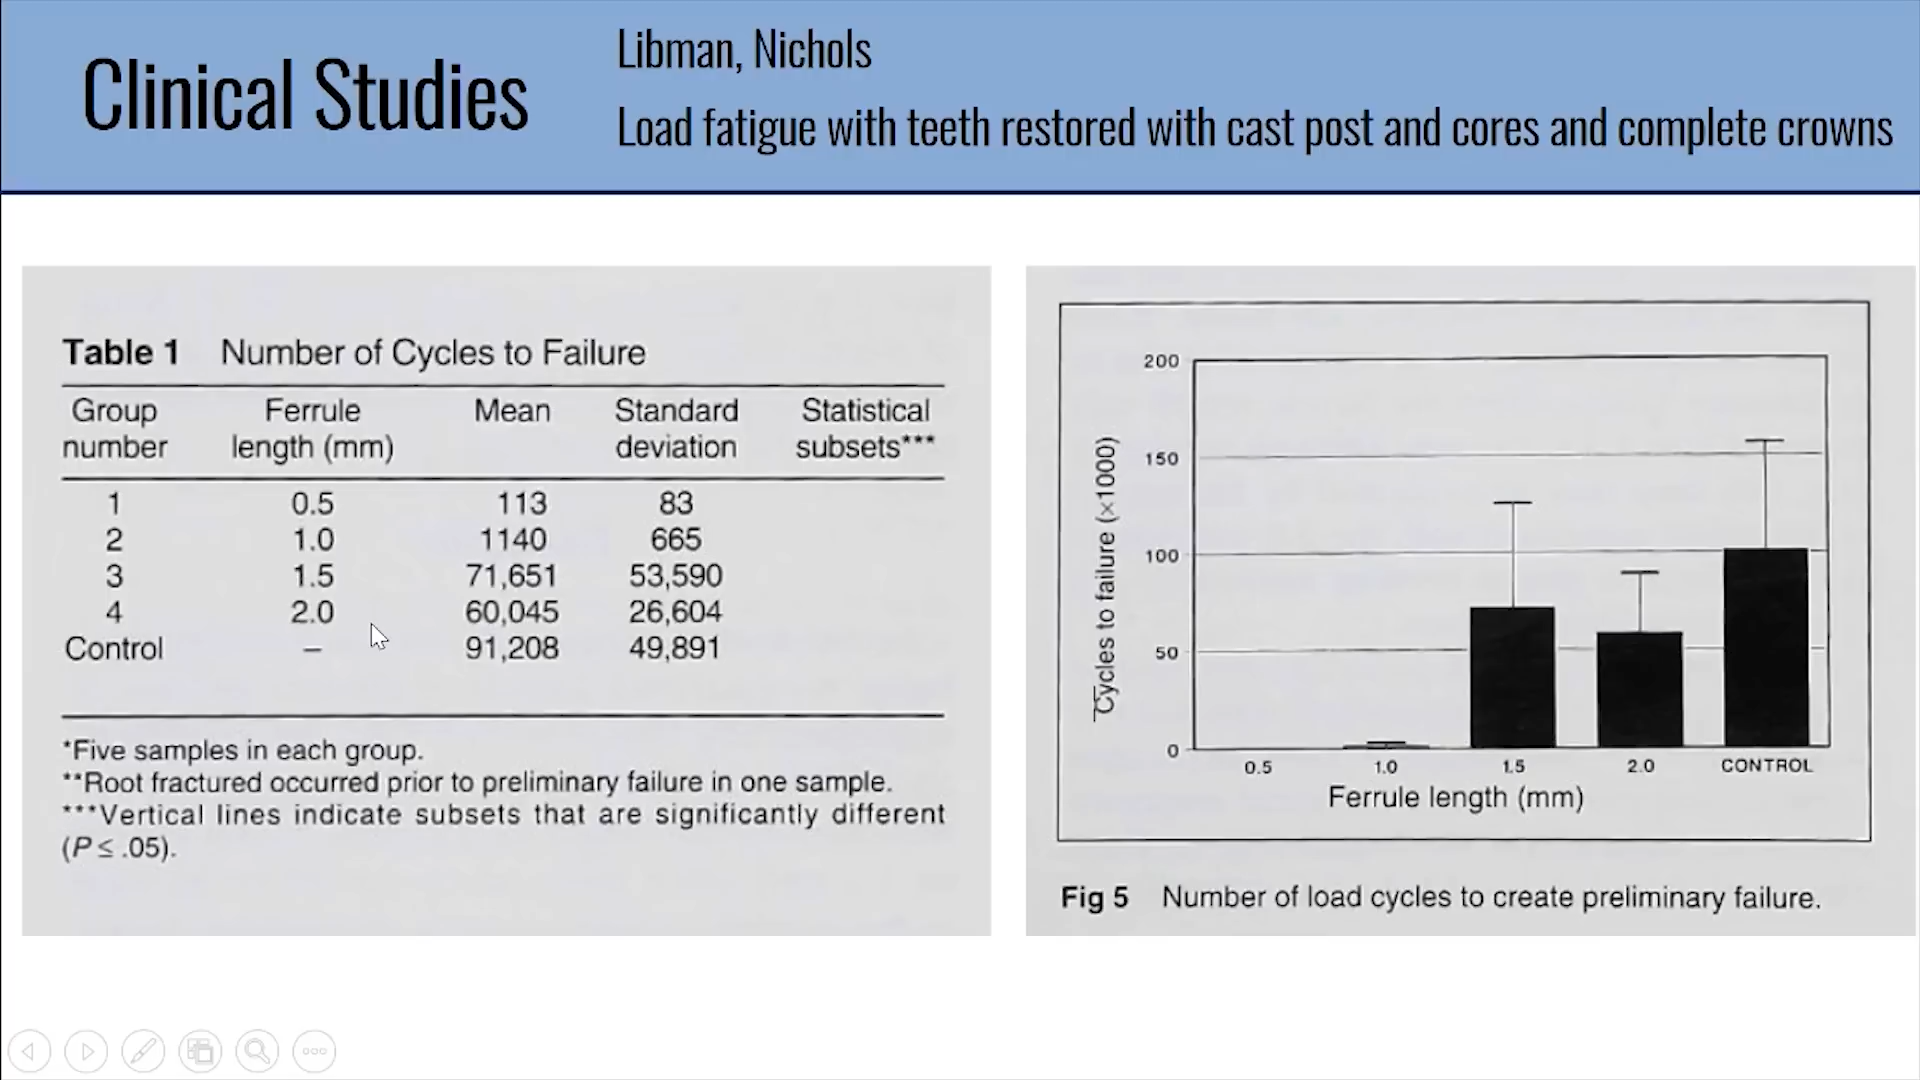 Clinical Studies
Libman, Nichols
Load fatigue with teeth restored with cast post and cores and complete crowns
Table 1 Number of Cycles to Failure
Group number Ferrule length (mm) Mean Standard deviation Statistical subsets***
1 0.5 113 83
2 1.0 1140 665
3 1.5 71,651 53,590
4 2.0 60,045 26,604
Control – 91,208 49,891
*Five samples in each group.
**Root fractured occurred prior to preliminary failure in one sample.
***Vertical lines indicate subsets that are significantly different
(P ≤ .05).
Cycles to failure (×1000)
200
150
100
50
0
0.5 1.0 1.5 2.0 CONTROL
Ferrule length (mm)
Fig 5 Number of load cycles to create preliminary failure.